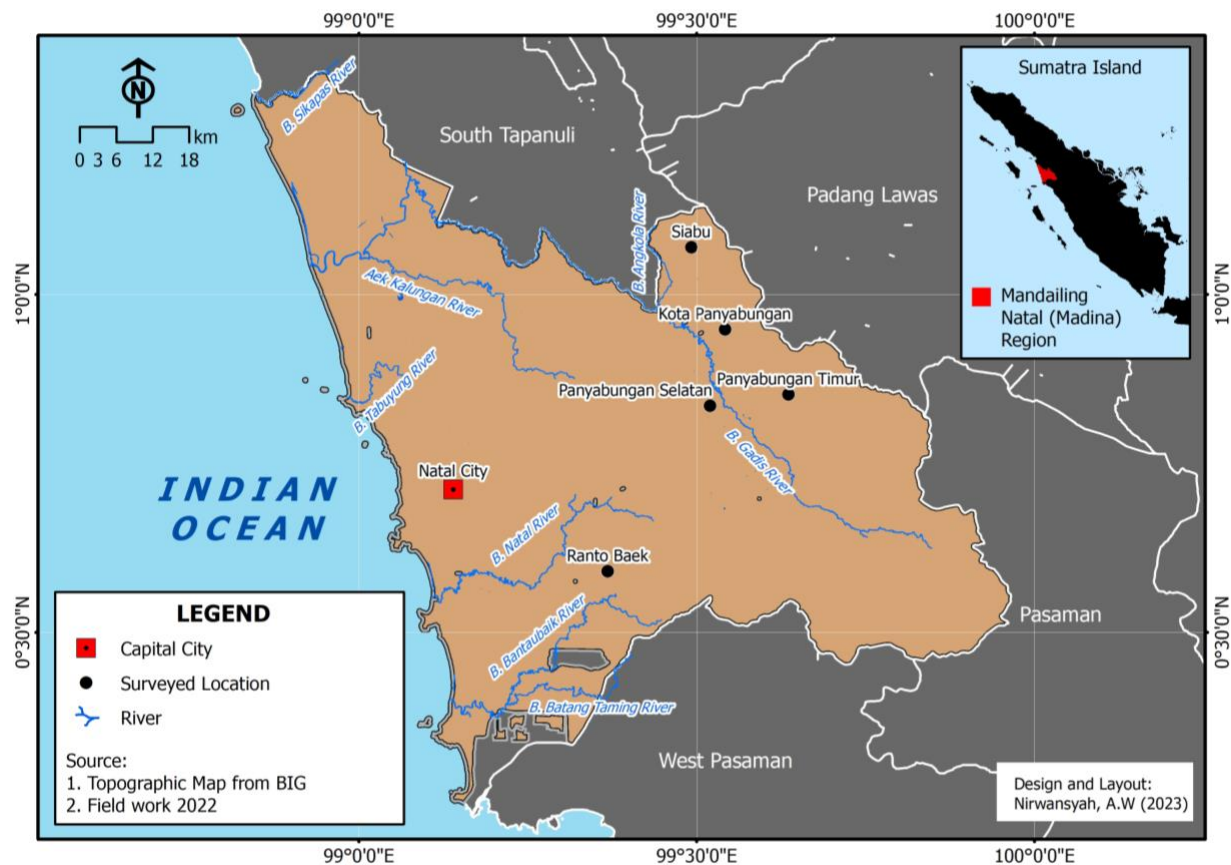 99°0'0"E
99°30'0"E
100°0'0"E
N
km
0 3 6 12 18
B. Sikapas River
South Tapanuli
Padang Lawas
Sumatra Island
Mandailing
Natal (Madina)
Region
B. Angkola River
Siabu
1°0'0"N
1°0'0"N
Aek Kalungan River
Kota Panyabungan
B. Tabuyung River
Panyabungan Selatan
Panyabungan Timur
B. Gadis River
Natal City
INDIAN
OCEAN
B. Natal River
Ranto Baek
B. Bantaubaik River
B. Batang Taming River
0°30'0"N
0°30'0"N
Pasaman
West Pasaman
LEGEND
Capital City
Surveyed Location
River
Source:
1. Topographic Map from BIG
2. Field work 2022
Design and Layout:
Nirwansyah, A.W (2023)
99°0'0"E
99°30'0"E
100°0'0"E